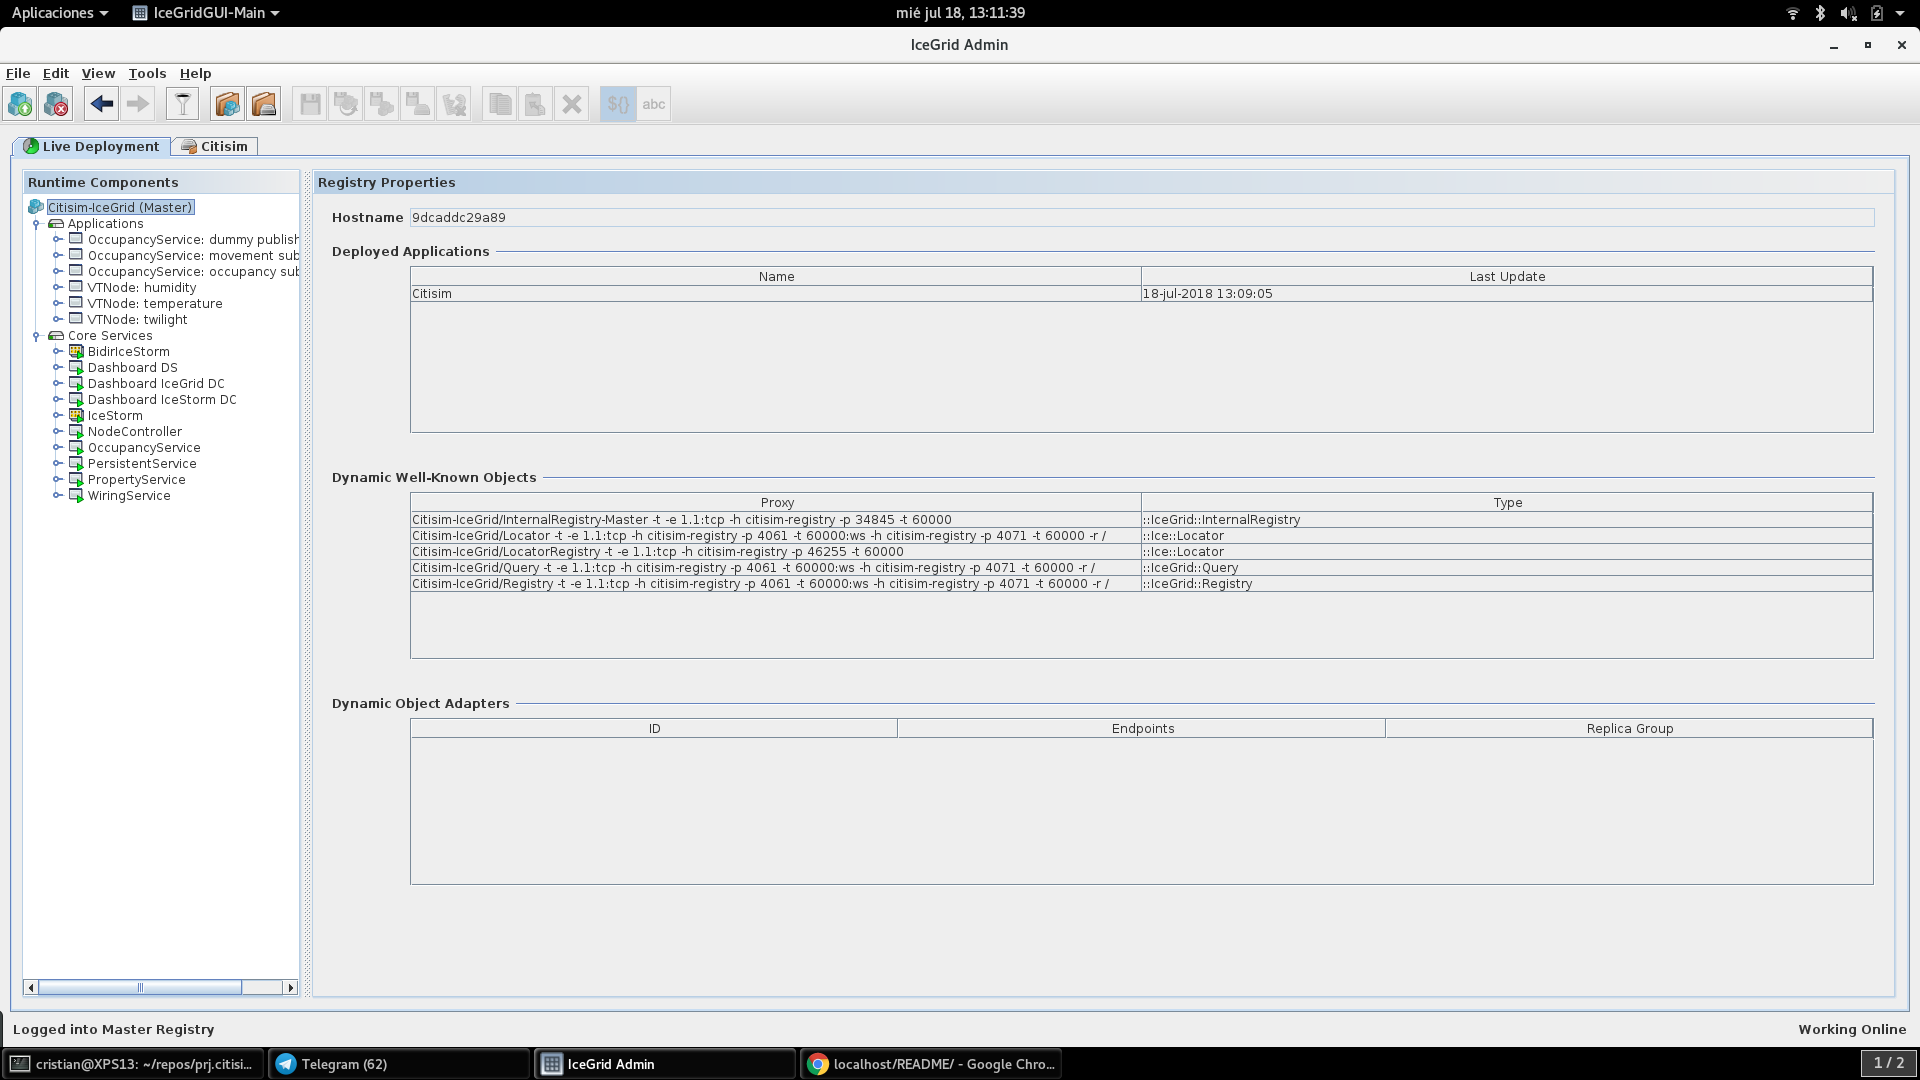 Aplicaciones
IceGridGUI-Main
mié jul 18, 13:11:39
IceGrid Admin
File Edit View Tools Help
${} abc
Live Deployment
Citisim
Runtime Components
Citisim-IceGrid (Master)
Applications
OccupancyService: dummy publish
OccupancyService: movement sub
OccupancyService: occupancy sub
VTNode: humidity
VTNode: temperature
VTNode: twilight
Core Services
BidirIceStorm
Dashboard DS
Dashboard IceGrid DC
Dashboard IceStorm DC
IceStorm
NodeController
OccupancyService
PersistentService
PropertyService
WiringService
Registry Properties
Hostname 9dcaddc29a89
Deployed Applications
Name Last Update
Citisim 18-jul-2018 13:09:05
Dynamic Well-Known Objects
Proxy Type
Citisim-IceGrid/InternalRegistry-Master -t -e 1.1:tcp -h citisim-registry -p 34845 -t 60000 ::IceGrid::InternalRegistry
Citisim-IceGrid/Locator -t -e 1.1:tcp -h citisim-registry -p 4061 -t 60000:ws -h citisim-registry -p 4071 -t 60000 -r / ::Ice::Locator
Citisim-IceGrid/LocatorRegistry -t -e 1.1:tcp -h citisim-registry -p 46255 -t 60000 ::Ice::Locator
Citisim-IceGrid/Query -t -e 1.1:tcp -h citisim-registry -p 4061 -t 60000:ws -h citisim-registry -p 4071 -t 60000 -r / ::IceGrid::Query
Citisim-IceGrid/Registry -t -e 1.1:tcp -h citisim-registry -p 4061 -t 60000:ws -h citisim-registry -p 4071 -t 60000 -r / ::IceGrid::Registry
Dynamic Object Adapters
ID Endpoints Replica Group
Logged into Master Registry
Working Online
cristian@XPS13: ~/repos/prj.citisi...
Telegram (62)
IceGrid Admin
localhost/README/ - Google Chro...
1 / 2